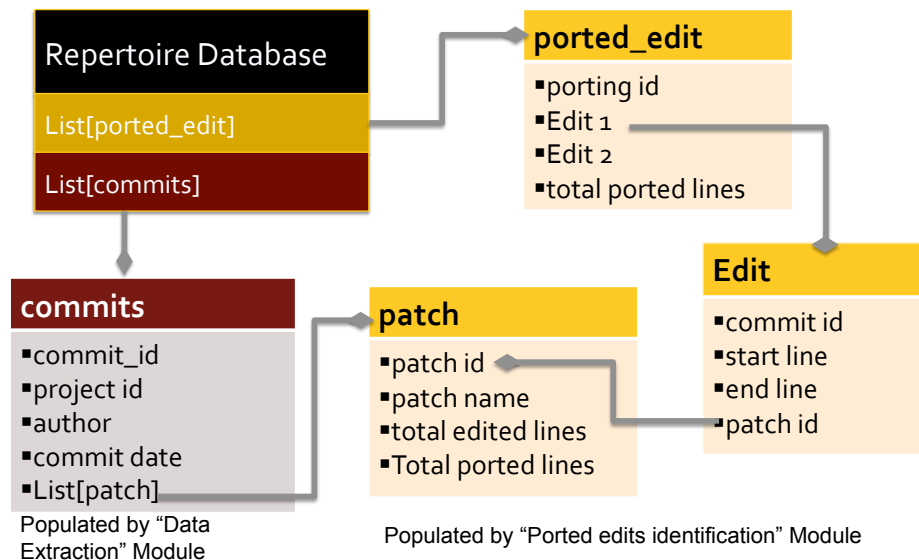 Repertoire Database
List[ported_edit]
List[commits]
ported_edit
▪porting id
▪Edit 1
▪Edit 2
▪total ported lines
commits
▪commit_id
▪project id
▪author
▪commit date
▪List[patch]
Populated by “Data
Extraction” Module
patch
▪patch id
▪patch name
▪total edited lines
▪Total ported lines
Edit
▪commit id
▪start line
▪end line
▪patch id
Populated by “Ported edits identification” Module